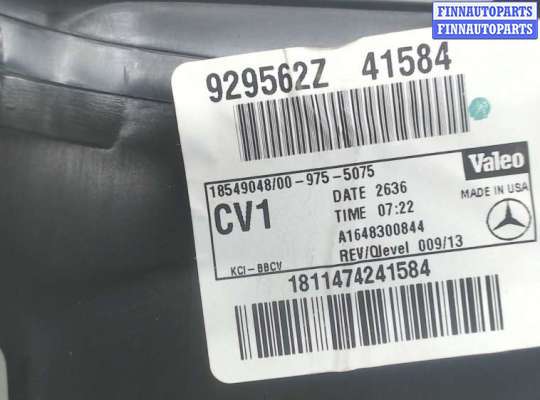 FINNAUTOPARTS
FINNAUTOPARTS
929562Z 41584
18549048/00-975-5075
Valeo
CV1
DATE 2636
TIME 07:22
MADE IN USA
A1648300844
REV/Qlevel 009/13
KCI-BBCV
1811474241584